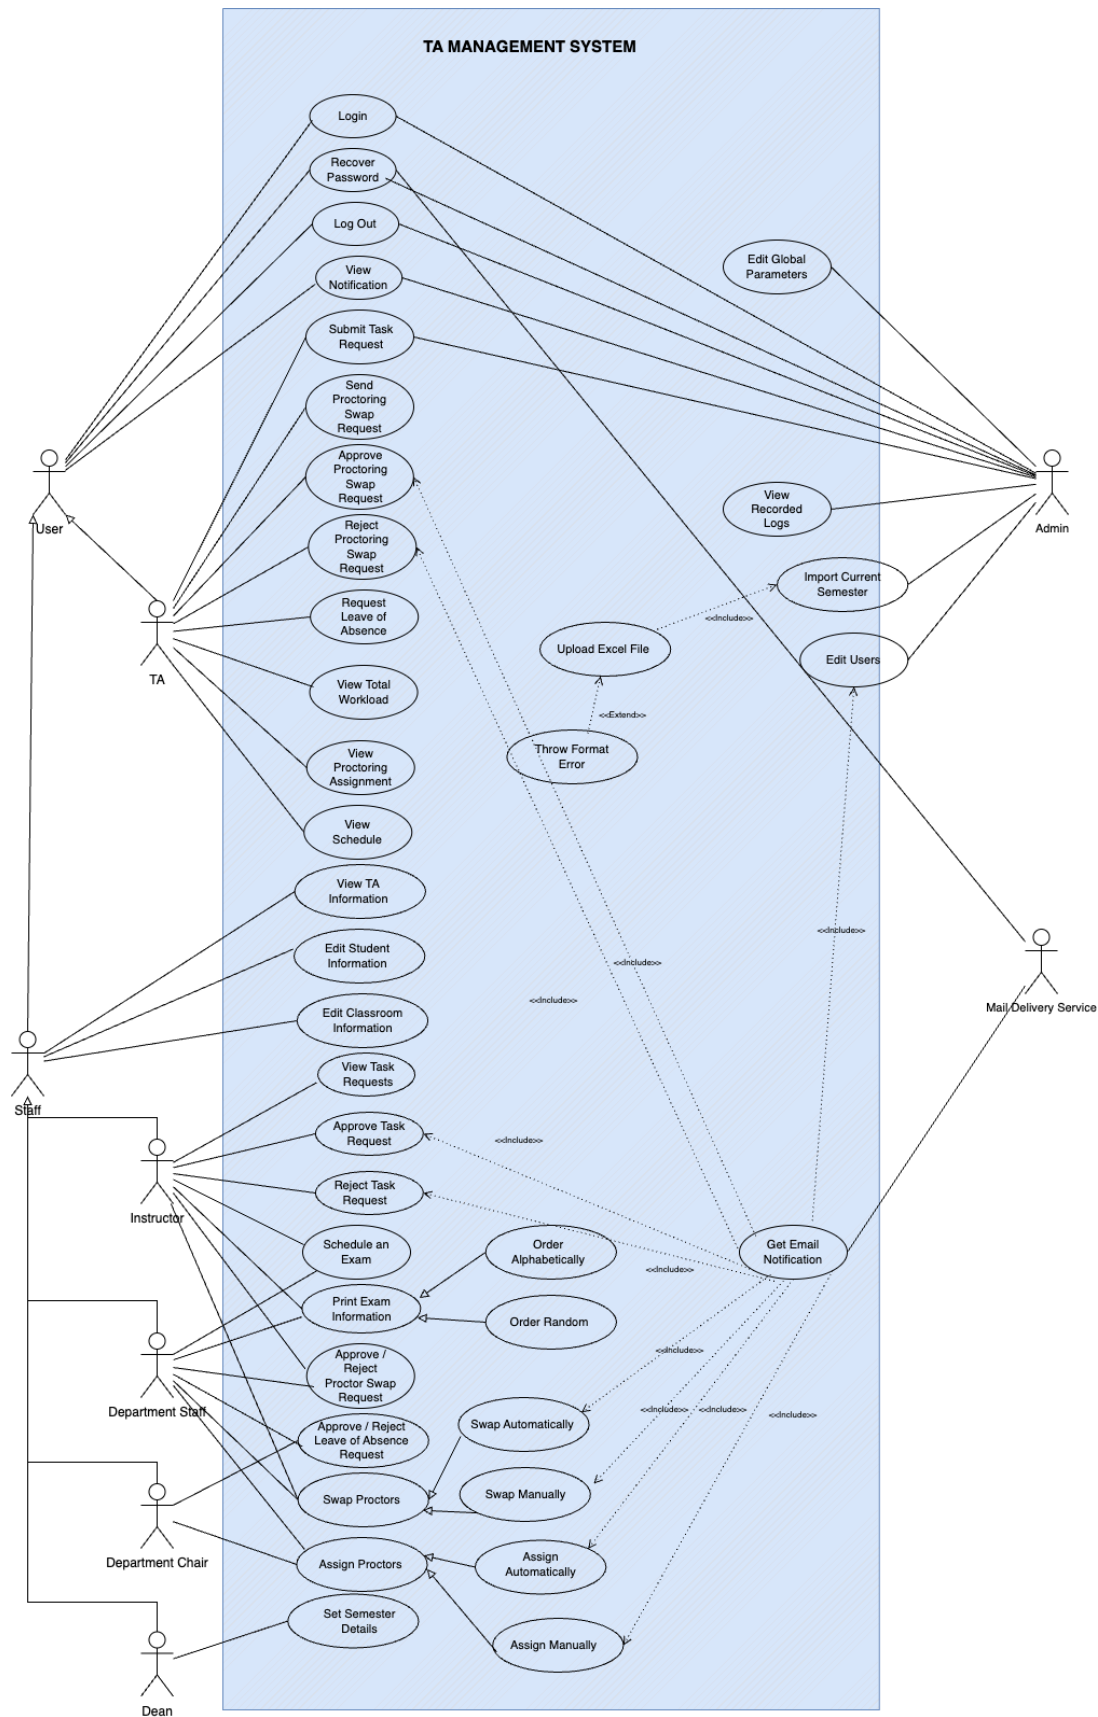 TA MANAGEMENT SYSTEM
Login
Recover
Password
Log Out
View
Notification
Edit Global
Parameters
Submit Task
Request
Send
Proctoring
Swap
Request
Approve
Proctoring
Swap
Request
View
Recorded
Logs
User
Admin
Reject
Proctoring
Swap
Request
Import Current
Semester
Request
Leave of
Absence
<<Include>>
Upload Excel File
Edit Users
TA
View Total
Workload
<<Extend>>
Throw Format
Error
View
Proctoring
Assignment
View
Schedule
View TA
Information
<<Include>>
Edit Student
Information
<<Include>>
<<Include>>
Mail Delivery Service
Edit Classroom
Information
View Task
Requests
Staff
Approve Task
Request
<<Include>>
Reject Task
Request
Instructor
Schedule an
Exam
Order
Alphabetically
Get Email
Notification
<<Include>>
Print Exam
Information
Order Random
<<Include>>
Approve /
Reject
Proctor Swap
Request
Department Staff
<<Include>>
<<Include>>
<<Include>>
Swap Automatically
Approve / Reject
Leave of Absence
Request
Swap Proctors
Swap Manually
Department Chair
Assign Proctors
Assign
Automatically
Set Semester
Details
Assign Manually
Dean